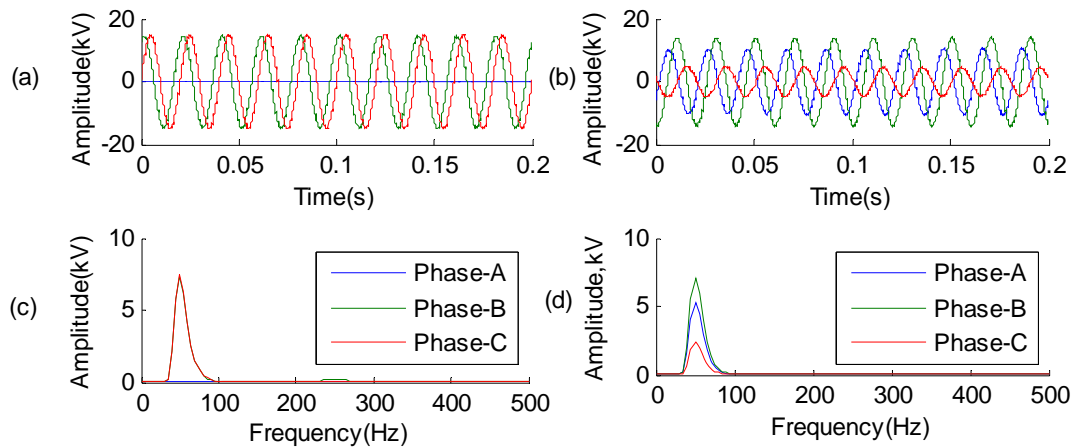 (a)
Amplitude(kV)
20
0
-20
0
0.05
0.1
0.15
0.2
Time(s)
(b)
Amplitude(kV)
20
0
-20
0
0.05
0.1
0.15
0.2
Time(s)
(c)
Amplitude(kV)
10
5
0
0
100
200
300
400
500
Frequency(Hz)
Phase-A
Phase-B
Phase-C
(d)
Amplitude,kV
10
5
0
0
100
200
300
400
500
Frequency(Hz)
Phase-A
Phase-B
Phase-C